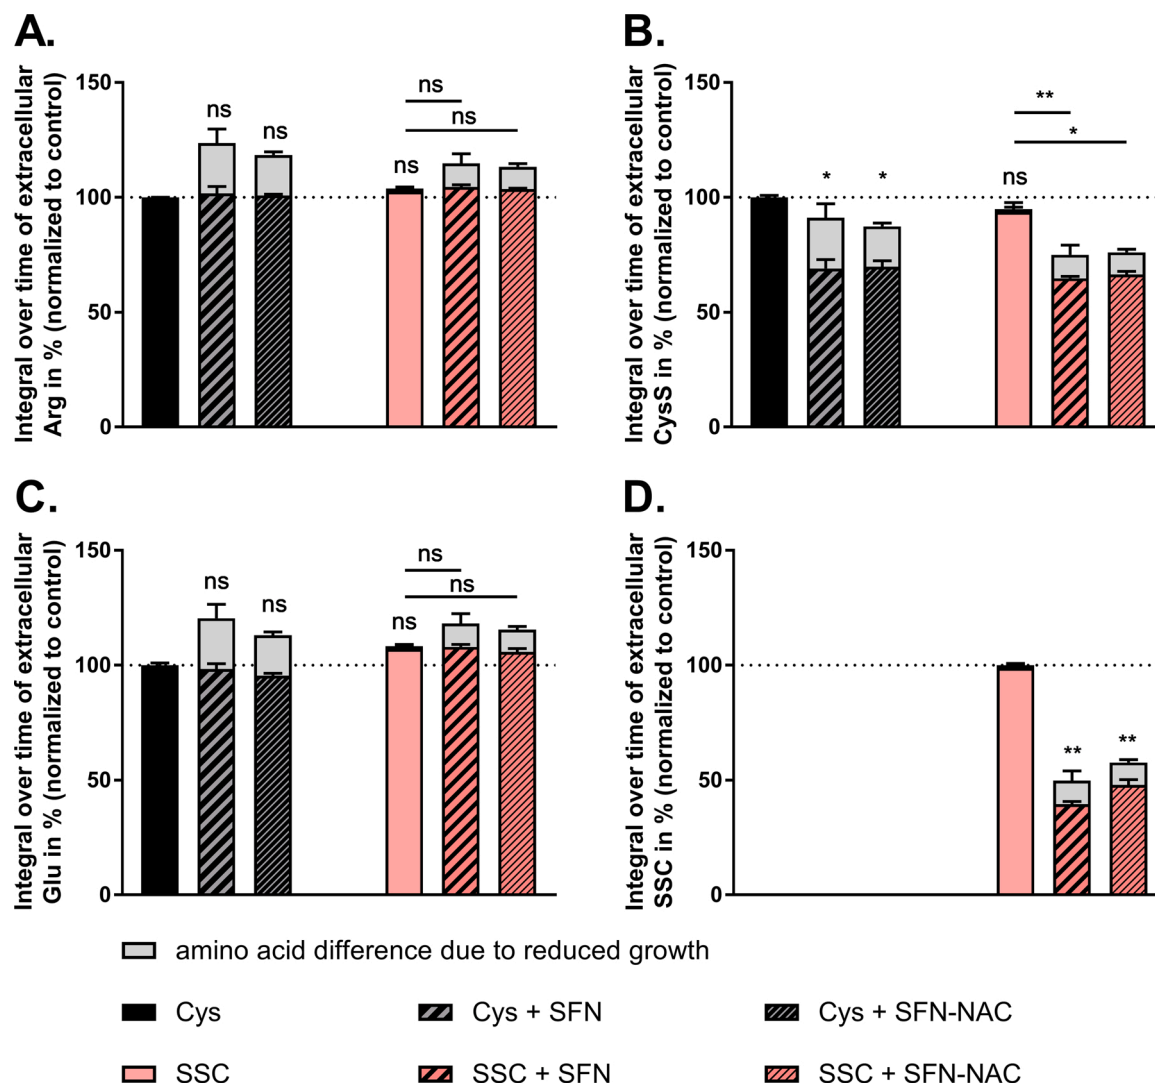 A.
Integral over time of extracellular
Arg in % (normalized to control)
150
100
50
0
ns
ns
ns
ns
ns
B.
Integral over time of extracellular
CysS in % (normalized to control)
150
100
50
0
*
*
ns
**
*
C.
Integral over time of extracellular
Glu in % (normalized to control)
150
100
50
0
ns
ns
ns
ns
ns
D.
Integral over time of extracellular
SSC in % (normalized to control)
150
100
50
0
**
**
amino acid difference due to reduced growth
Cys
Cys + SFN
Cys + SFN-NAC
SSC
SSC + SFN
SSC + SFN-NAC